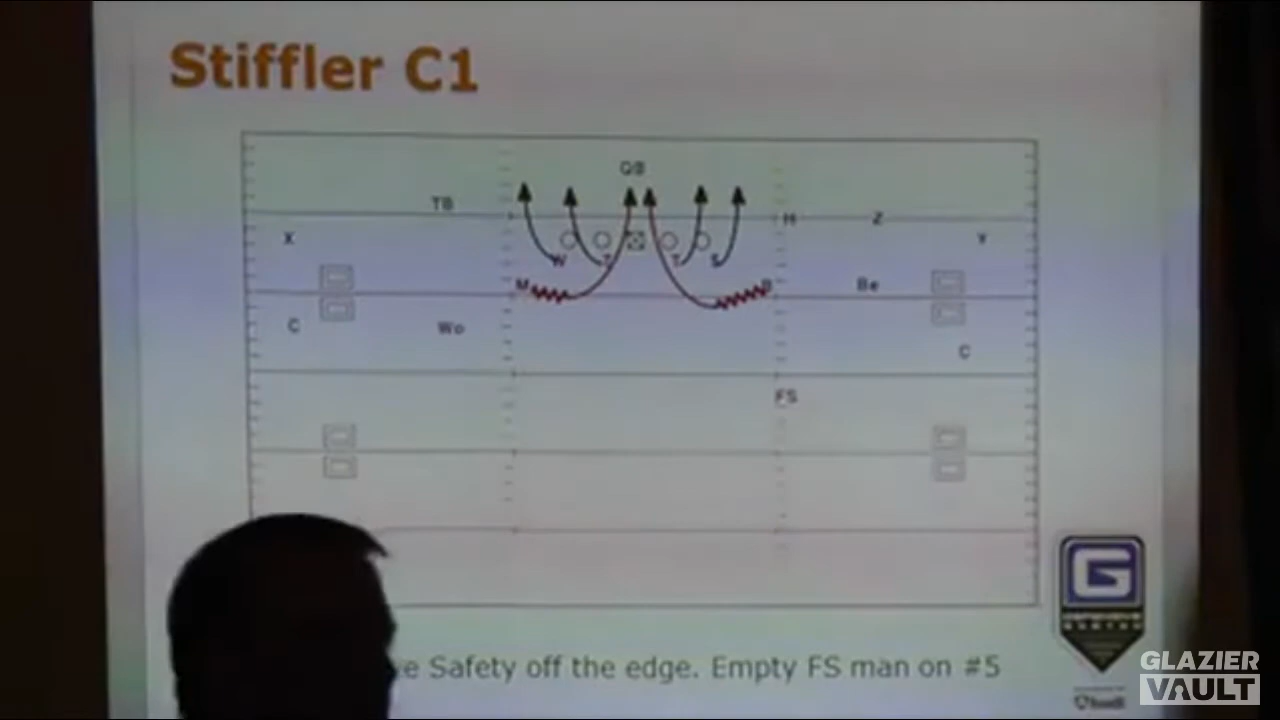 Stiffler C1
QB
TB
H
Z
X
Y
W
T
T
S
M
B
Be
C
Wo
C
FS
e Safety off the edge. Empty FS man on #5
G
GLAZIER
VAULT